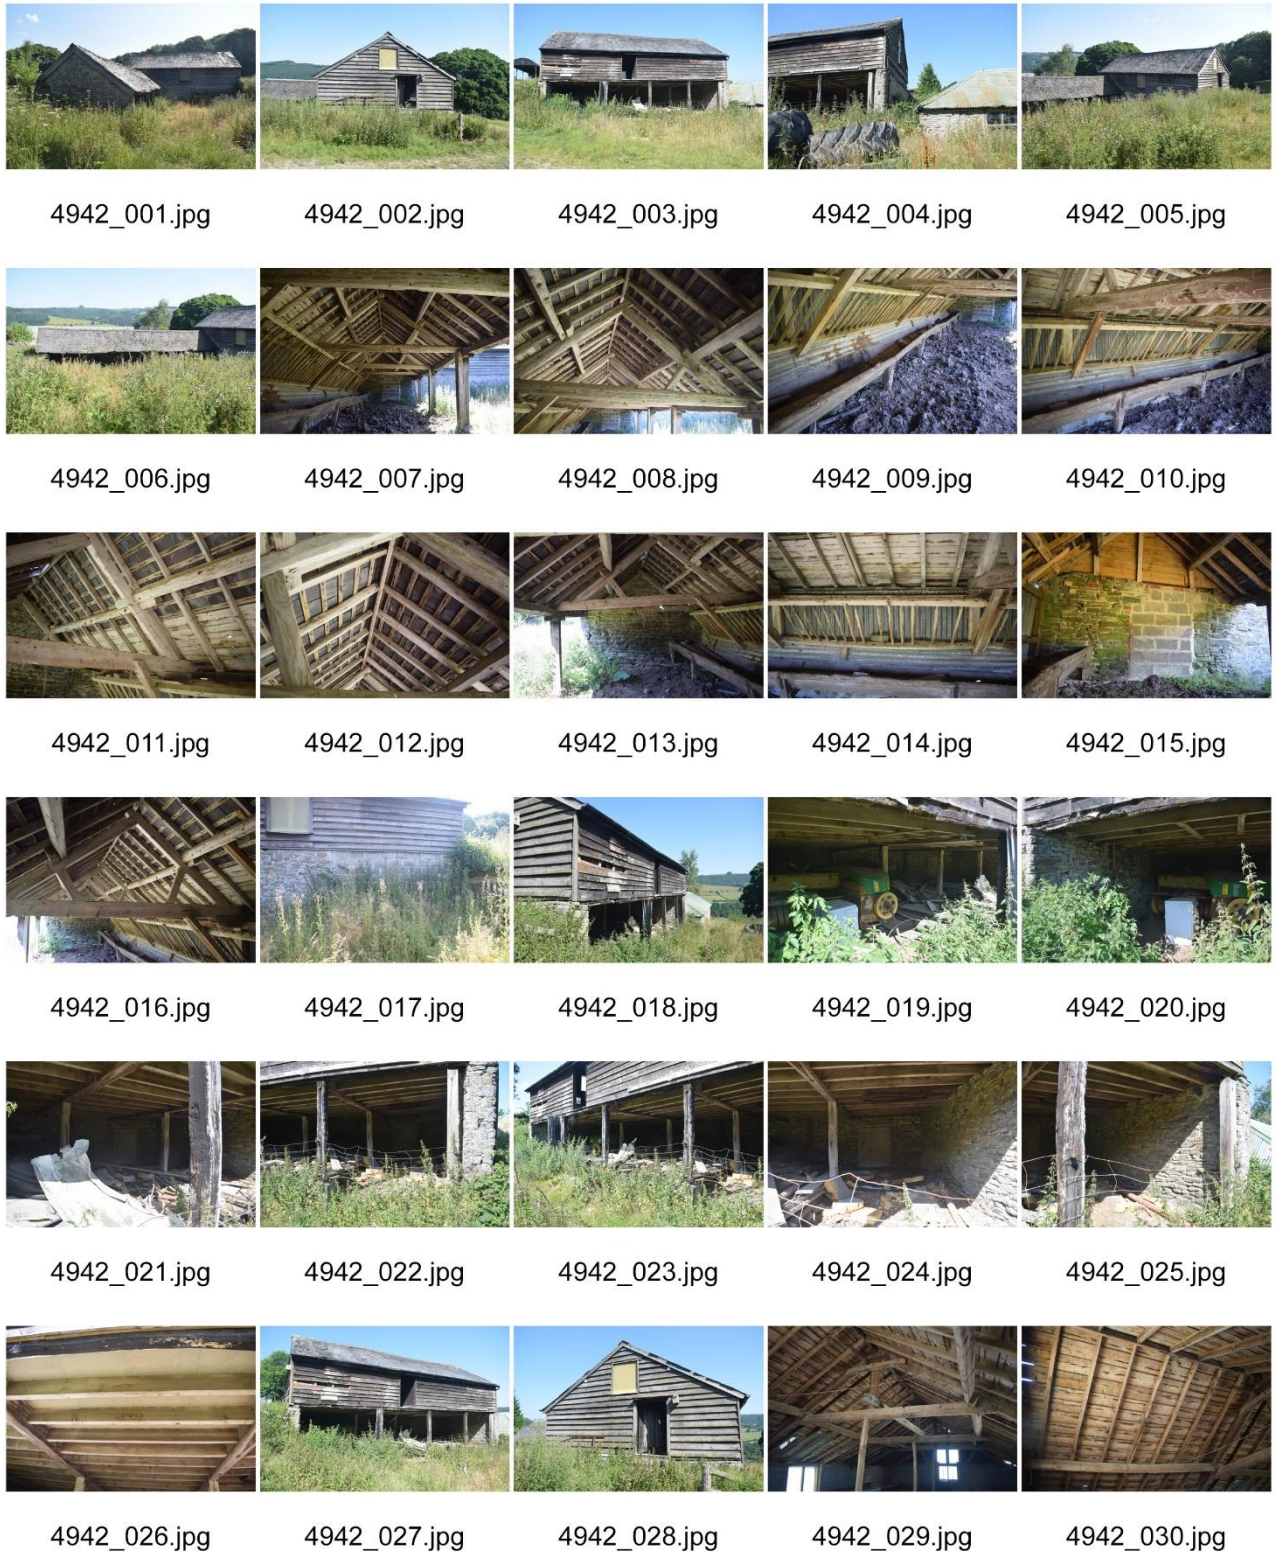 4942_001.jpg 4942_002.jpg 4942_003.jpg 4942_004.jpg 4942_005.jpg
4942_006.jpg 4942_007.jpg 4942_008.jpg 4942_009.jpg 4942_010.jpg
4942_011.jpg 4942_012.jpg 4942_013.jpg 4942_014.jpg 4942_015.jpg
4942_016.jpg 4942_017.jpg 4942_018.jpg 4942_019.jpg 4942_020.jpg
4942_021.jpg 4942_022.jpg 4942_023.jpg 4942_024.jpg 4942_025.jpg
4942_026.jpg 4942_027.jpg 4942_028.jpg 4942_029.jpg 4942_030.jpg